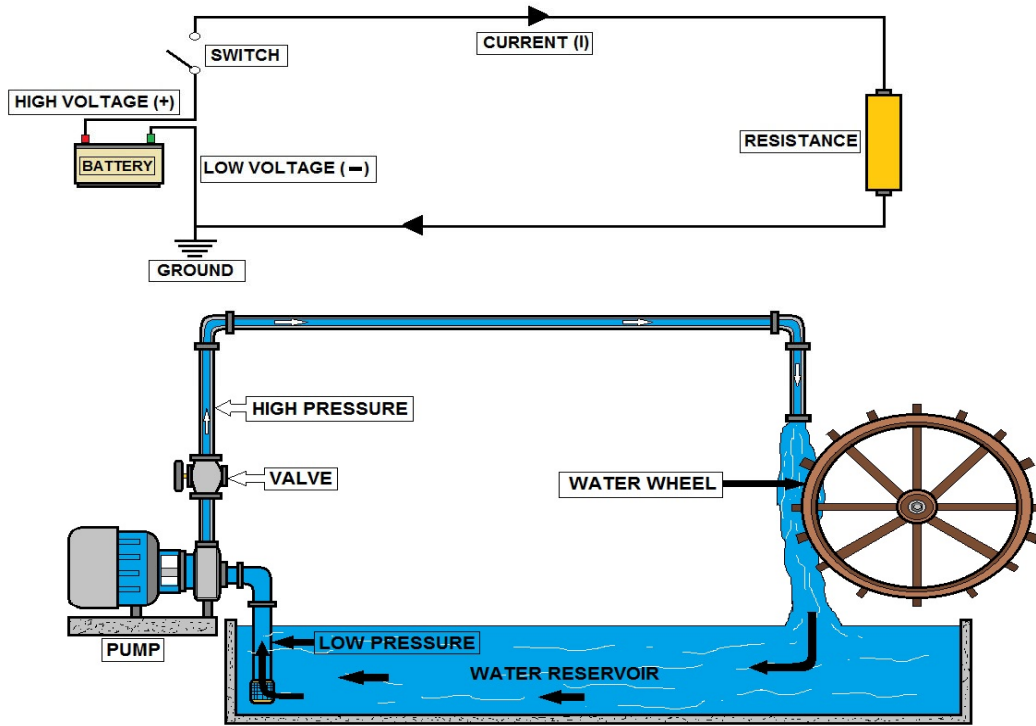 CURRENT (I)
SWITCH
HIGH VOLTAGE (+)
RESISTANCE
BATTERY
LOW VOLTAGE (–)
GROUND
HIGH PRESSURE
VALVE
WATER WHEEL
LOW PRESSURE
PUMP
WATER RESERVOIR